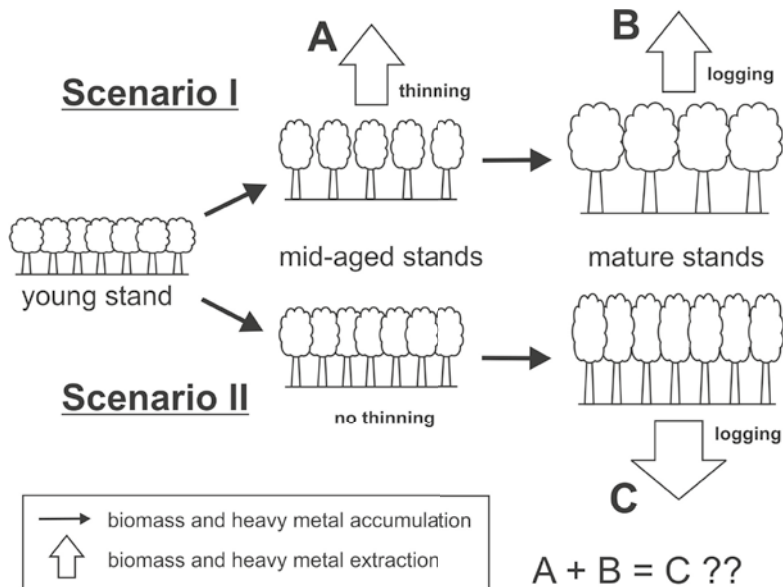 A
B
thinning
logging
Scenario I
mid-aged stands
mature stands
young stand
Scenario II
no thinning
logging
C
biomass and heavy metal accumulation
biomass and heavy metal extraction
A + B = C ??